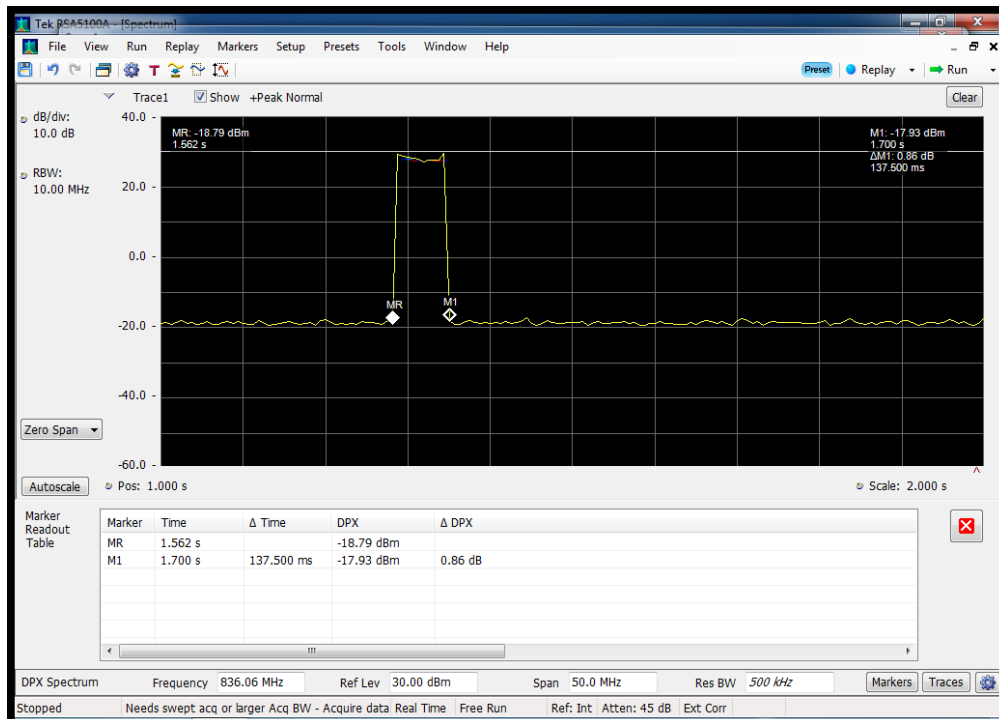 Tek RSA5100A - [Spectrum]
File View Run Replay Markers Setup Presets Tools Window Help
Preset Replay Run
Trace1 Show +Peak Normal Clear
dB/div:
10.0 dB
RBW:
10.00 MHz
40.0
20.0
0.0
-20.0
-40.0
-60.0
MR: -18.79 dBm
1.562 s
M1: -17.93 dBm
1.700 s
ΔM1: 0.86 dB
137.500 ms
MR
M1
Zero Span
Autoscale Pos: 1.000 s Scale: 2.000 s
Marker
Readout
Table
Marker Time Δ Time DPX Δ DPX
MR 1.562 s -18.79 dBm
M1 1.700 s 137.500 ms -17.93 dBm 0.86 dB
DPX Spectrum Frequency 836.06 MHz Ref Lev 30.00 dBm Span 50.0 MHz Res BW 500 kHz Markers Traces
Stopped Needs swept acq or larger Acq BW - Acquire data Real Time Free Run Ref: Int Atten: 45 dB Ext Corr